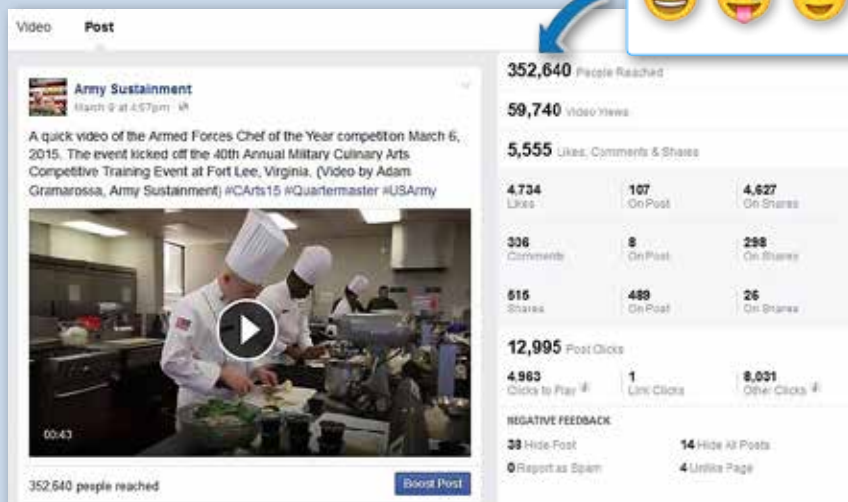 Video Post
Army Sustainment
March 9 at 4:57pm
A quick video of the Armed Forces Chef of the Year competition March 6,
2015. The event kicked off the 40th Annual Military Culinary Arts
Competitive Training Event at Fort Lee, Virginia. (Video by Adam
Gramarossa, Army Sustainment) #CArts15 #Quartermaster #USArmy
00:43
352,640 people reached
Boost Post
352,640 People Reached
59,740 Video Views
5,555 Likes, Comments & Shares
4,734 107 4,627
Likes On Post On Shares
306 8 298
Comments On Post On Shares
515 489 26
Shares On Post On Shares
12,995 Post Clicks
4,963 1 8,031
Clicks to Play Link Clicks Other Clicks
NEGATIVE FEEDBACK
38 Hide Post 14 Hide All Posts
0 Report as Spam 4 Unlike Page